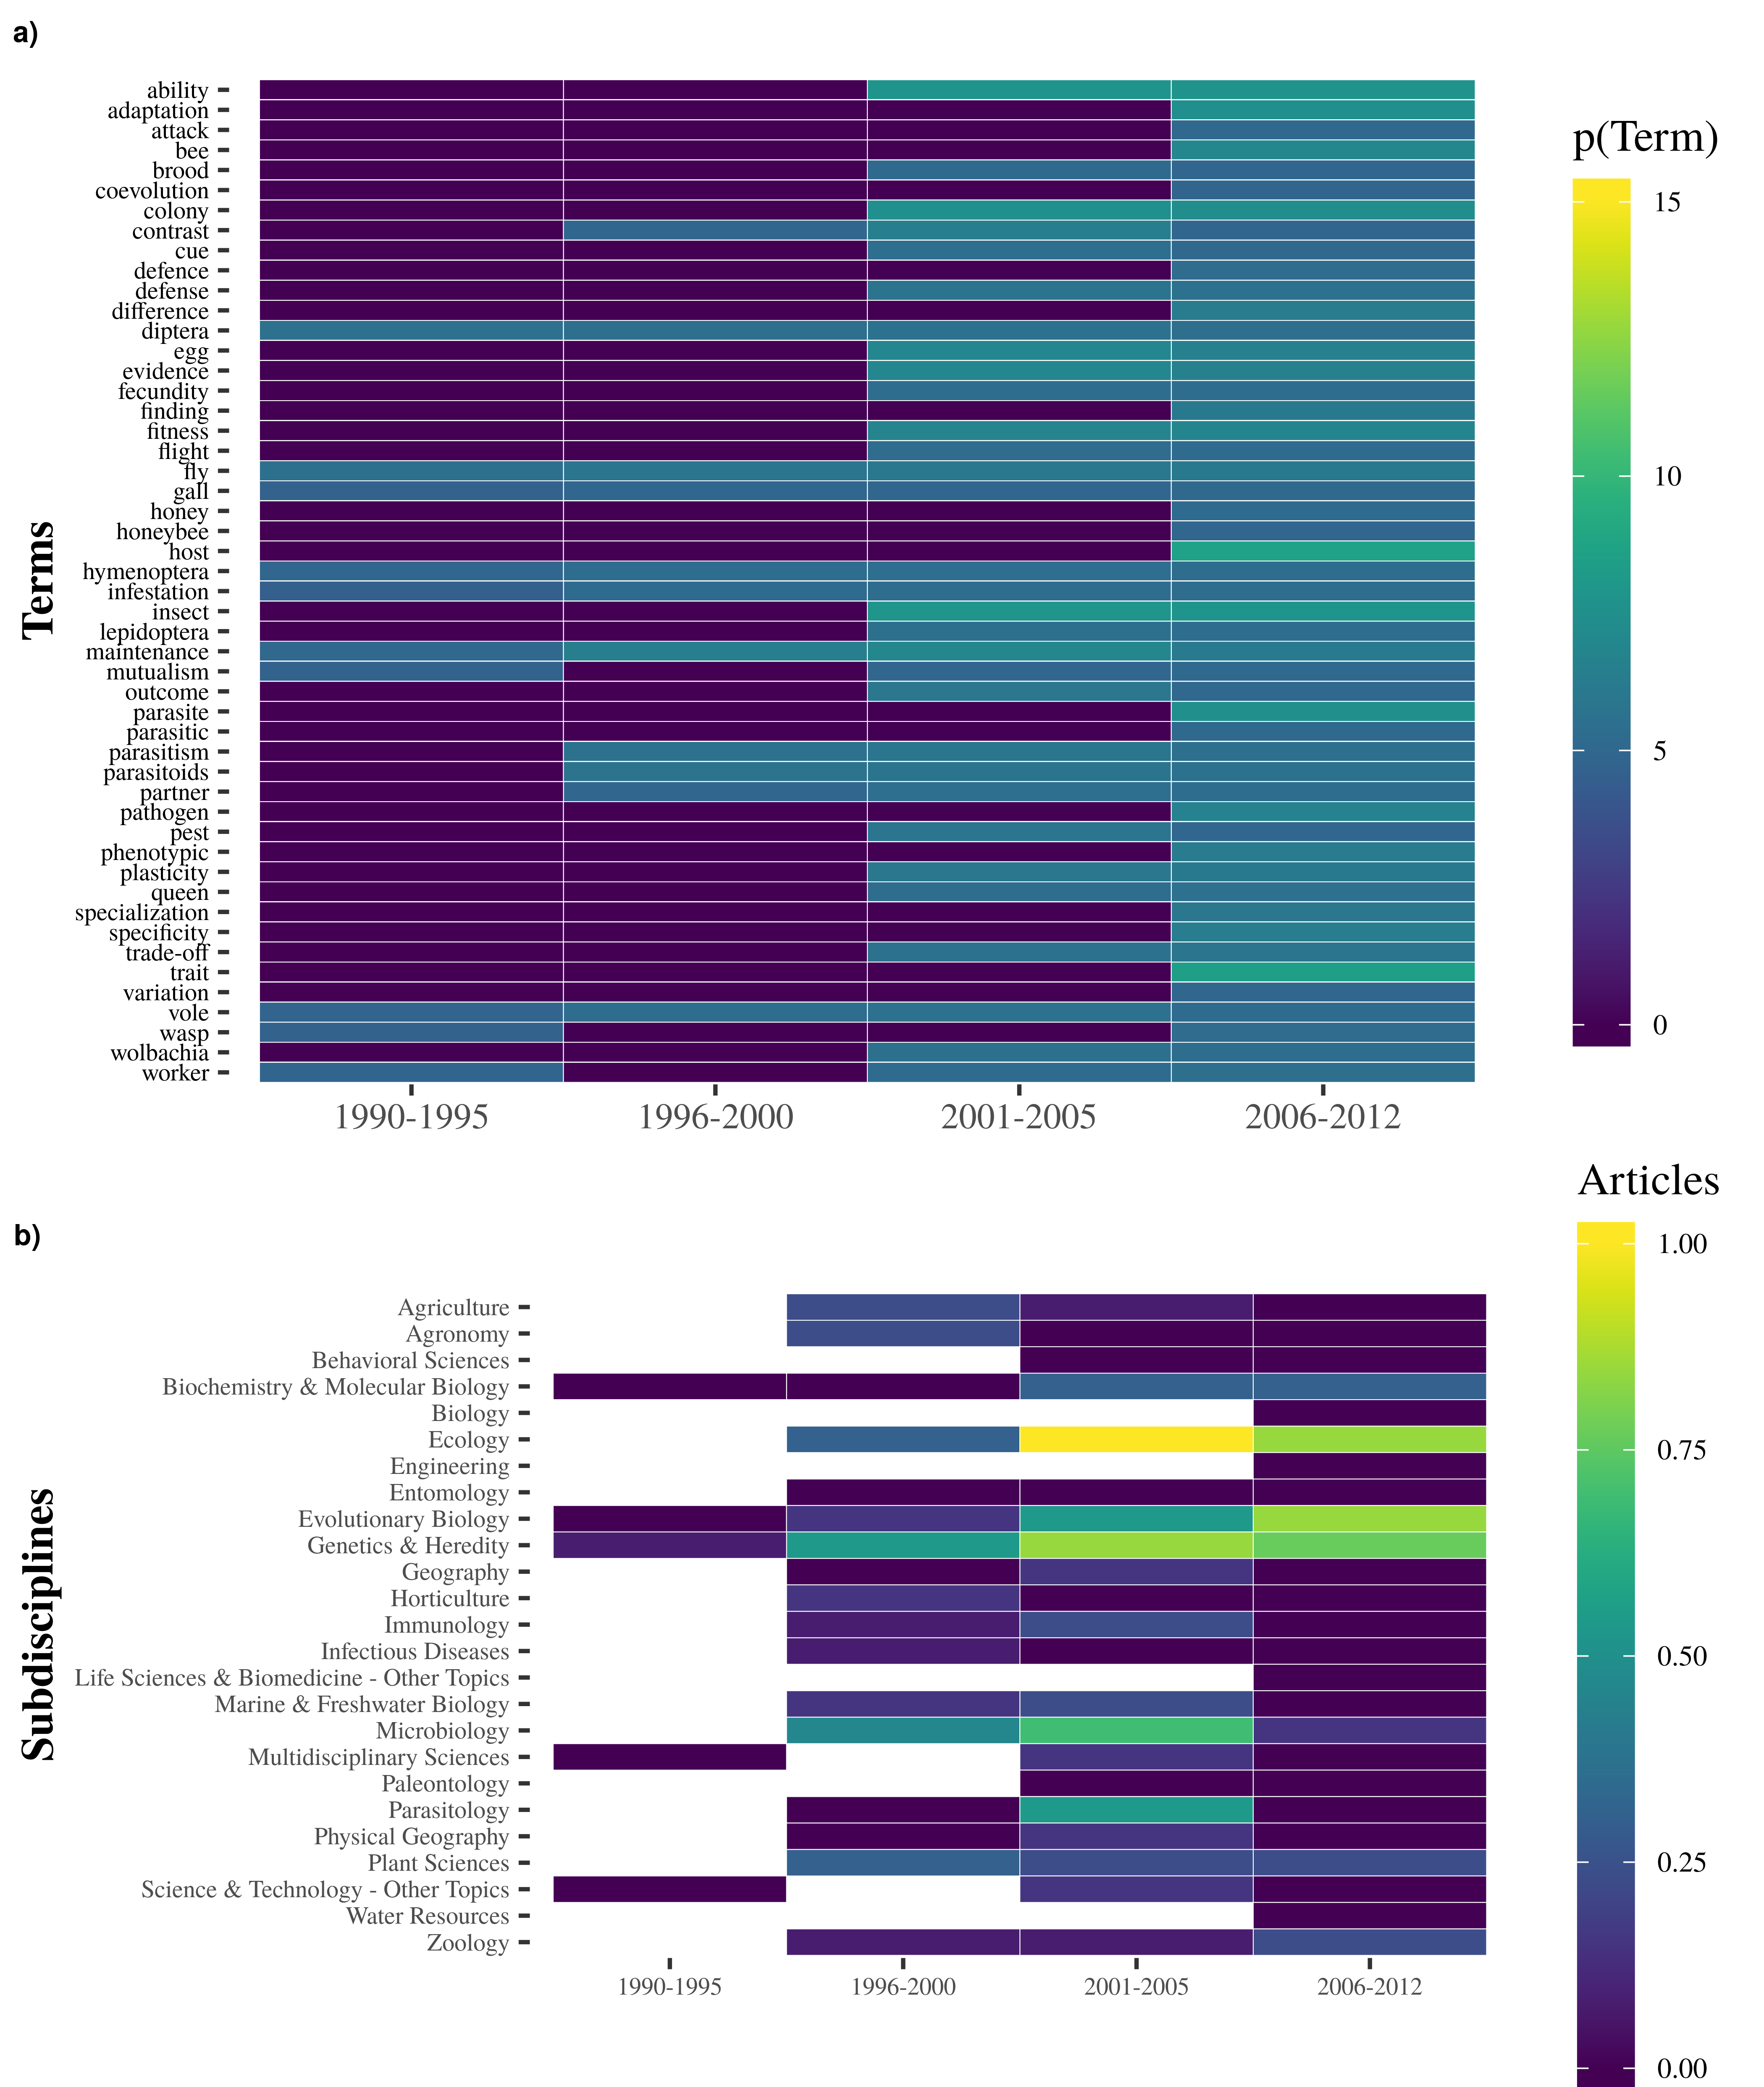 a)
ability
adaptation
attack
bee
brood
coevolution
colony
contrast
cue
defence
defense
difference
diptera
egg
evidence
fecundity
finding
fitness
flight
fly
gall
honey
honeybee
host
hymenoptera
infestation
insect
lepidoptera
maintenance
mutualism
outcome
parasite
parasitic
parasitism
parasitoids
partner
pathogen
pest
phenotypic
plasticity
queen
specialization
specificity
trade-off
trait
variation
vole
wasp
wolbachia
worker
Terms
1990-1995 1996-2000 2001-2005 2006-2012
p(Term)
15
10
5
0
b)
Agriculture
Agronomy
Behavioral Sciences
Biochemistry & Molecular Biology
Biology
Ecology
Engineering
Entomology
Evolutionary Biology
Genetics & Heredity
Geography
Horticulture
Immunology
Infectious Diseases
Life Sciences & Biomedicine - Other Topics
Marine & Freshwater Biology
Microbiology
Multidisciplinary Sciences
Paleontology
Parasitology
Physical Geography
Plant Sciences
Science & Technology - Other Topics
Water Resources
Zoology
Subdisciplines
1990-1995 1996-2000 2001-2005 2006-2012
Articles
1.00
0.75
0.50
0.25
0.00